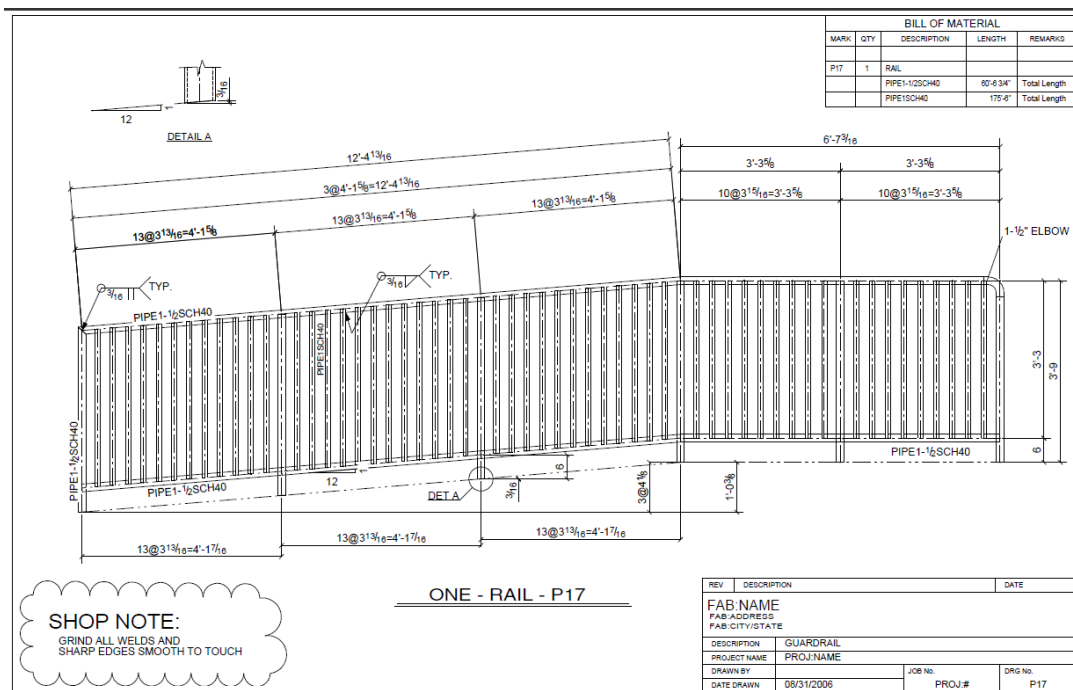 BILL OF MATERIAL
MARK QTY DESCRIPTION LENGTH REMARKS
P17 1 RAIL
PIPE1-1/2SCH40 60'-6 3/4" Total Length
PIPE1SCH40 175'-6" Total Length
3/16
1
12
DETAIL A
12'-4 13/16
3@4'-1 5/8=12'-4 13/16
13@3 13/16=4'-1 5/8
13@3 13/16=4'-1 5/8
13@3 13/16=4'-1 5/8
6'-7 3/16
3'-3 5/8 3'-3 5/8
10@3 15/16=3'-3 5/8 10@3 15/16=3'-3 5/8
1-1/2" ELBOW
3/16 TYP.
3/16 TYP.
PIPE1-1/2SCH40
PIPE1SCH40
PIPE1-1/2SCH40
PIPE1-1/2SCH40
PIPE1-1/2SCH40
3'-3
3'-9
6
12
1
DET A
3/16
6
3@4 1/8
1'-0 3/8
13@3 13/16=4'-1 7/16
13@3 13/16=4'-1 7/16
13@3 13/16=4'-1 7/16
ONE - RAIL - P17
SHOP NOTE:
GRIND ALL WELDS AND
SHARP EDGES SMOOTH TO TOUCH
REV DESCRIPTION DATE
FAB:NAME
FAB:ADDRESS
FAB:CITY/STATE
DESCRIPTION GUARDRAIL
PROJECT NAME PROJ:NAME
DRAWN BY JOB No. DRG No.
DATE DRAWN 08/31/2006 PROJ:# P17